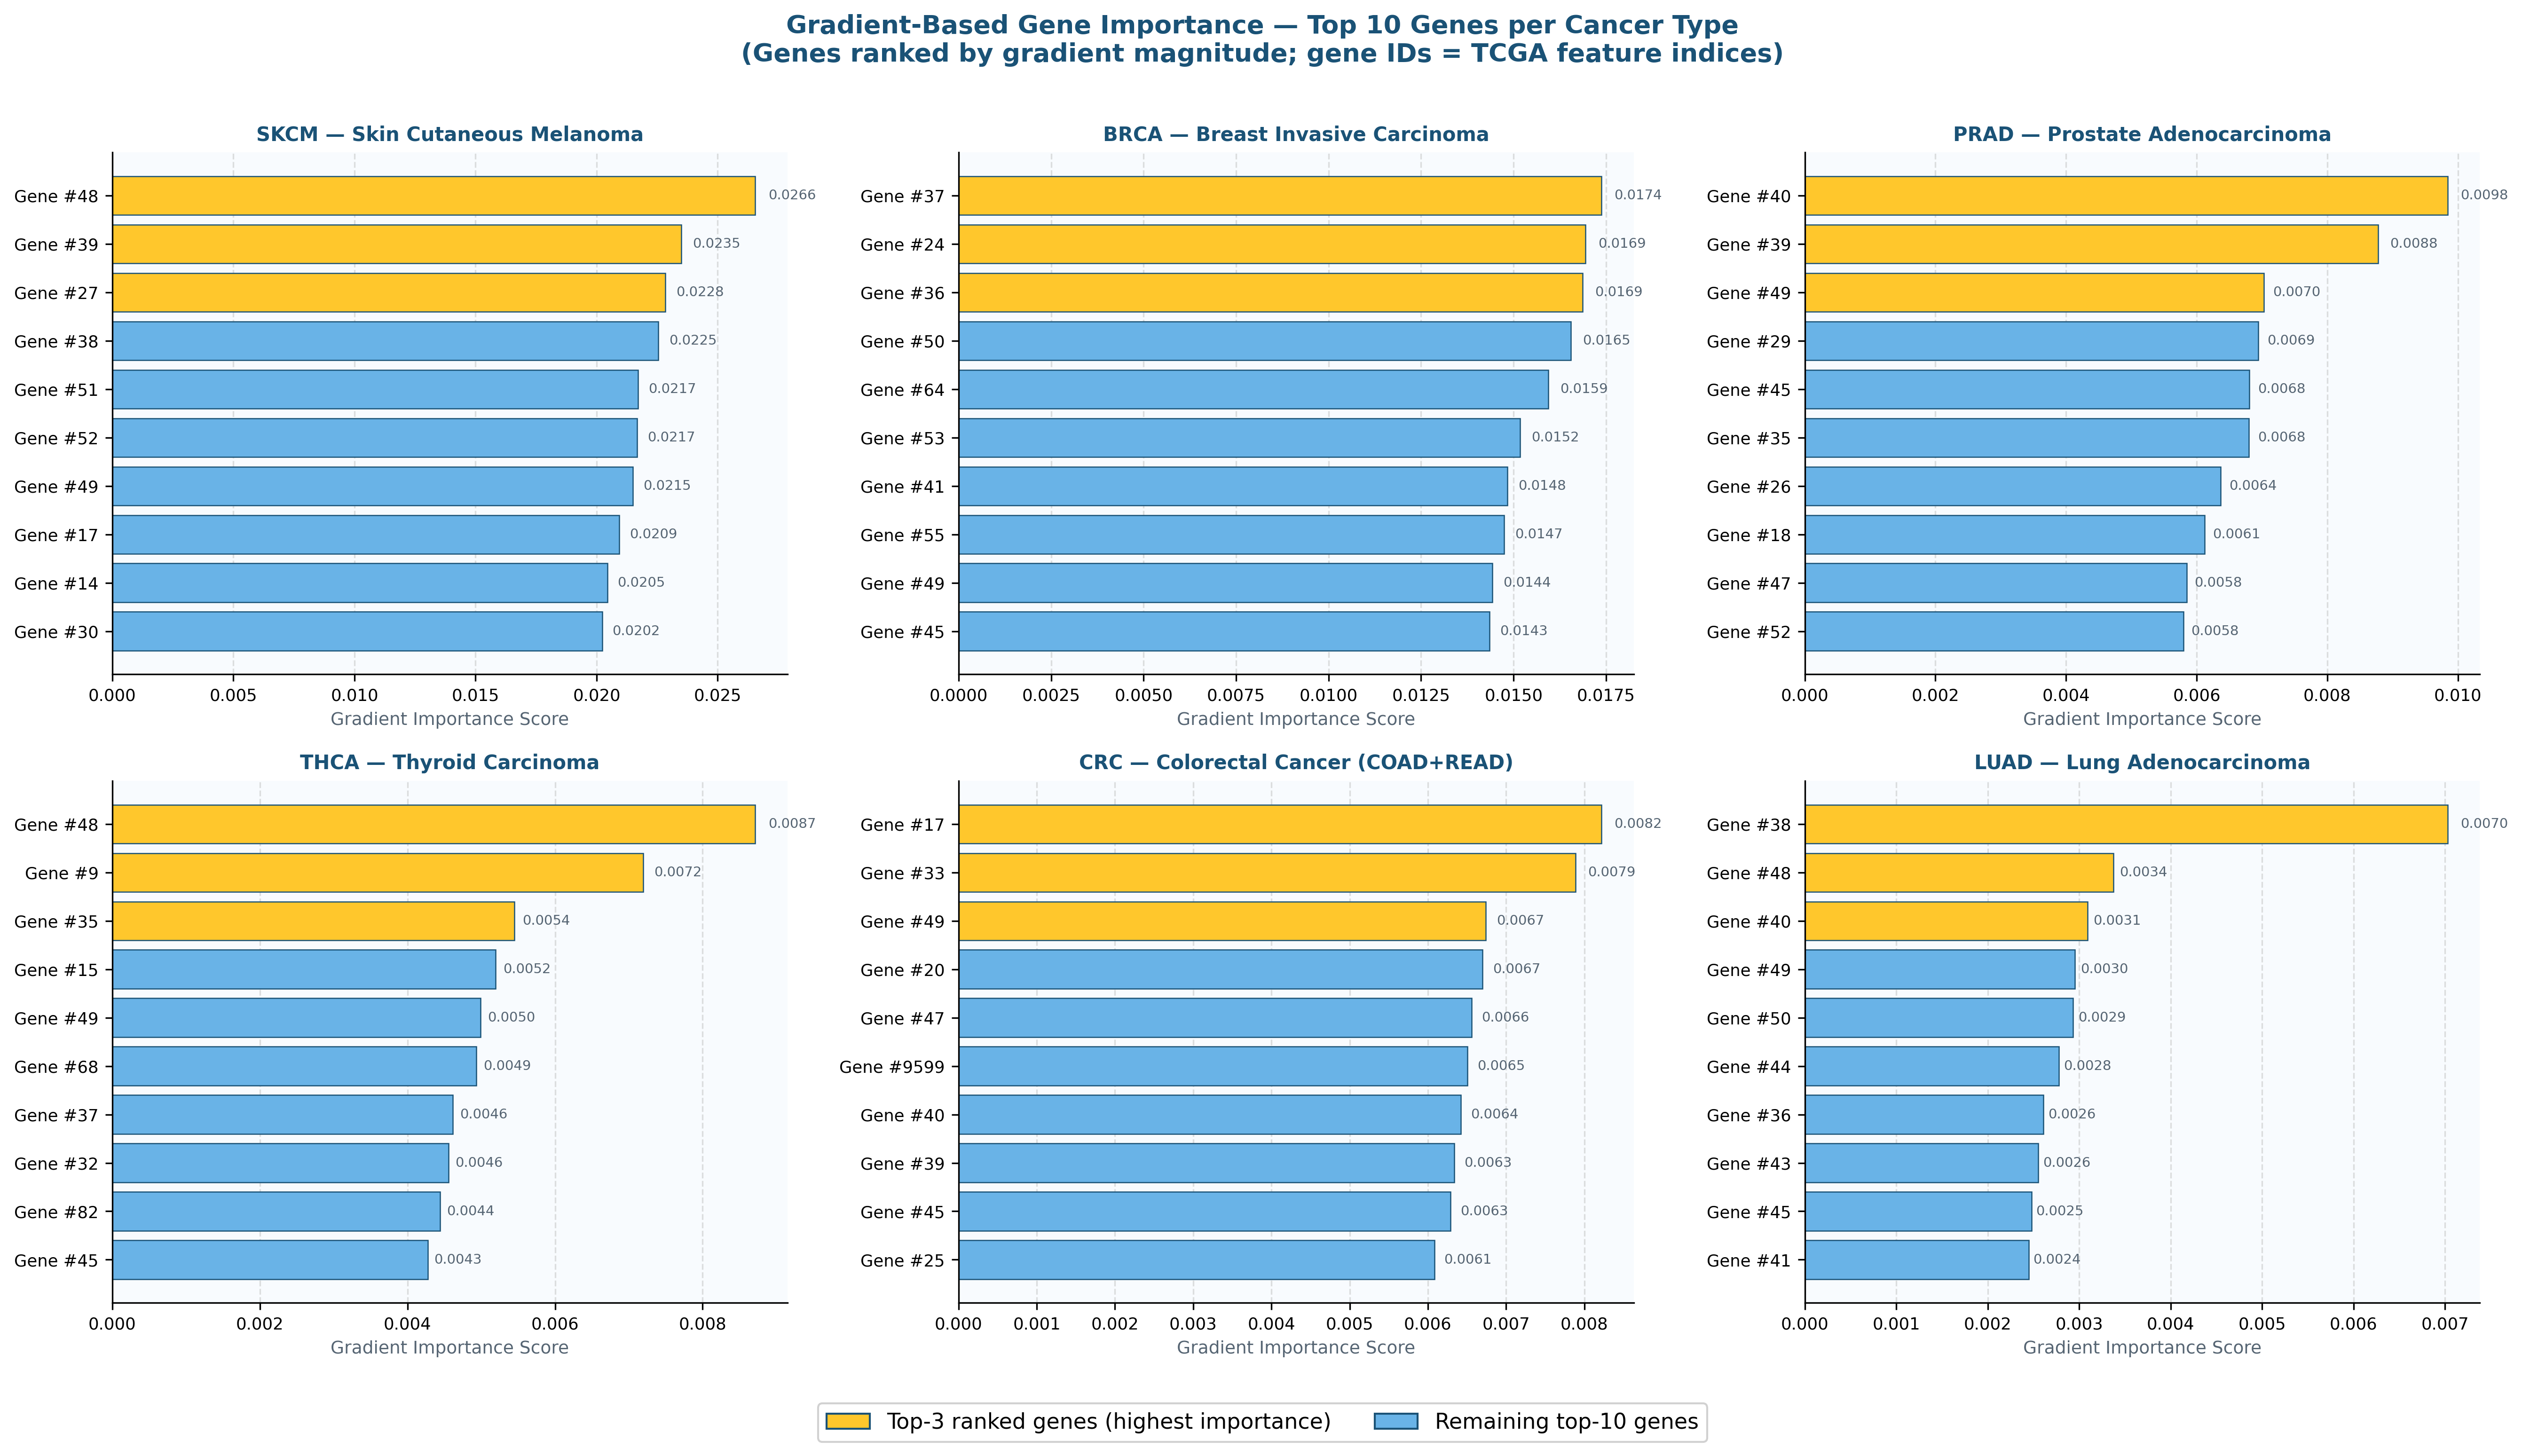 Gradient-Based Gene Importance — Top 10 Genes per Cancer Type
(Genes ranked by gradient magnitude; gene IDs = TCGA feature indices)
SKCM — Skin Cutaneous Melanoma
Gene #48 0.0266
Gene #39 0.0235
Gene #27 0.0228
Gene #38 0.0225
Gene #51 0.0217
Gene #52 0.0217
Gene #49 0.0215
Gene #17 0.0209
Gene #14 0.0205
Gene #30 0.0202
0.000 0.005 0.010 0.015 0.020 0.025
Gradient Importance Score
BRCA — Breast Invasive Carcinoma
Gene #37 0.0174
Gene #24 0.0169
Gene #36 0.0169
Gene #50 0.0165
Gene #64 0.0159
Gene #53 0.0152
Gene #41 0.0148
Gene #55 0.0147
Gene #49 0.0144
Gene #45 0.0143
0.0000 0.0025 0.0050 0.0075 0.0100 0.0125 0.0150 0.0175
Gradient Importance Score
PRAD — Prostate Adenocarcinoma
Gene #40 0.0098
Gene #39 0.0088
Gene #49 0.0070
Gene #29 0.0069
Gene #45 0.0068
Gene #35 0.0068
Gene #26 0.0064
Gene #18 0.0061
Gene #47 0.0058
Gene #52 0.0058
0.000 0.002 0.004 0.006 0.008 0.010
Gradient Importance Score
THCA — Thyroid Carcinoma
Gene #48 0.0087
Gene #9 0.0072
Gene #35 0.0054
Gene #15 0.0052
Gene #49 0.0050
Gene #68 0.0049
Gene #37 0.0046
Gene #32 0.0046
Gene #82 0.0044
Gene #45 0.0043
0.000 0.002 0.004 0.006 0.008
Gradient Importance Score
CRC — Colorectal Cancer (COAD+READ)
Gene #17 0.0082
Gene #33 0.0079
Gene #49 0.0067
Gene #20 0.0067
Gene #47 0.0066
Gene #9599 0.0065
Gene #40 0.0064
Gene #39 0.0063
Gene #45 0.0063
Gene #25 0.0061
0.000 0.001 0.002 0.003 0.004 0.005 0.006 0.007 0.008
Gradient Importance Score
LUAD — Lung Adenocarcinoma
Gene #38 0.0070
Gene #48 0.0034
Gene #40 0.0031
Gene #49 0.0030
Gene #50 0.0029
Gene #44 0.0028
Gene #36 0.0026
Gene #43 0.0026
Gene #45 0.0025
Gene #41 0.0024
0.000 0.001 0.002 0.003 0.004 0.005 0.006 0.007
Gradient Importance Score
Top-3 ranked genes (highest importance)
Remaining top-10 genes